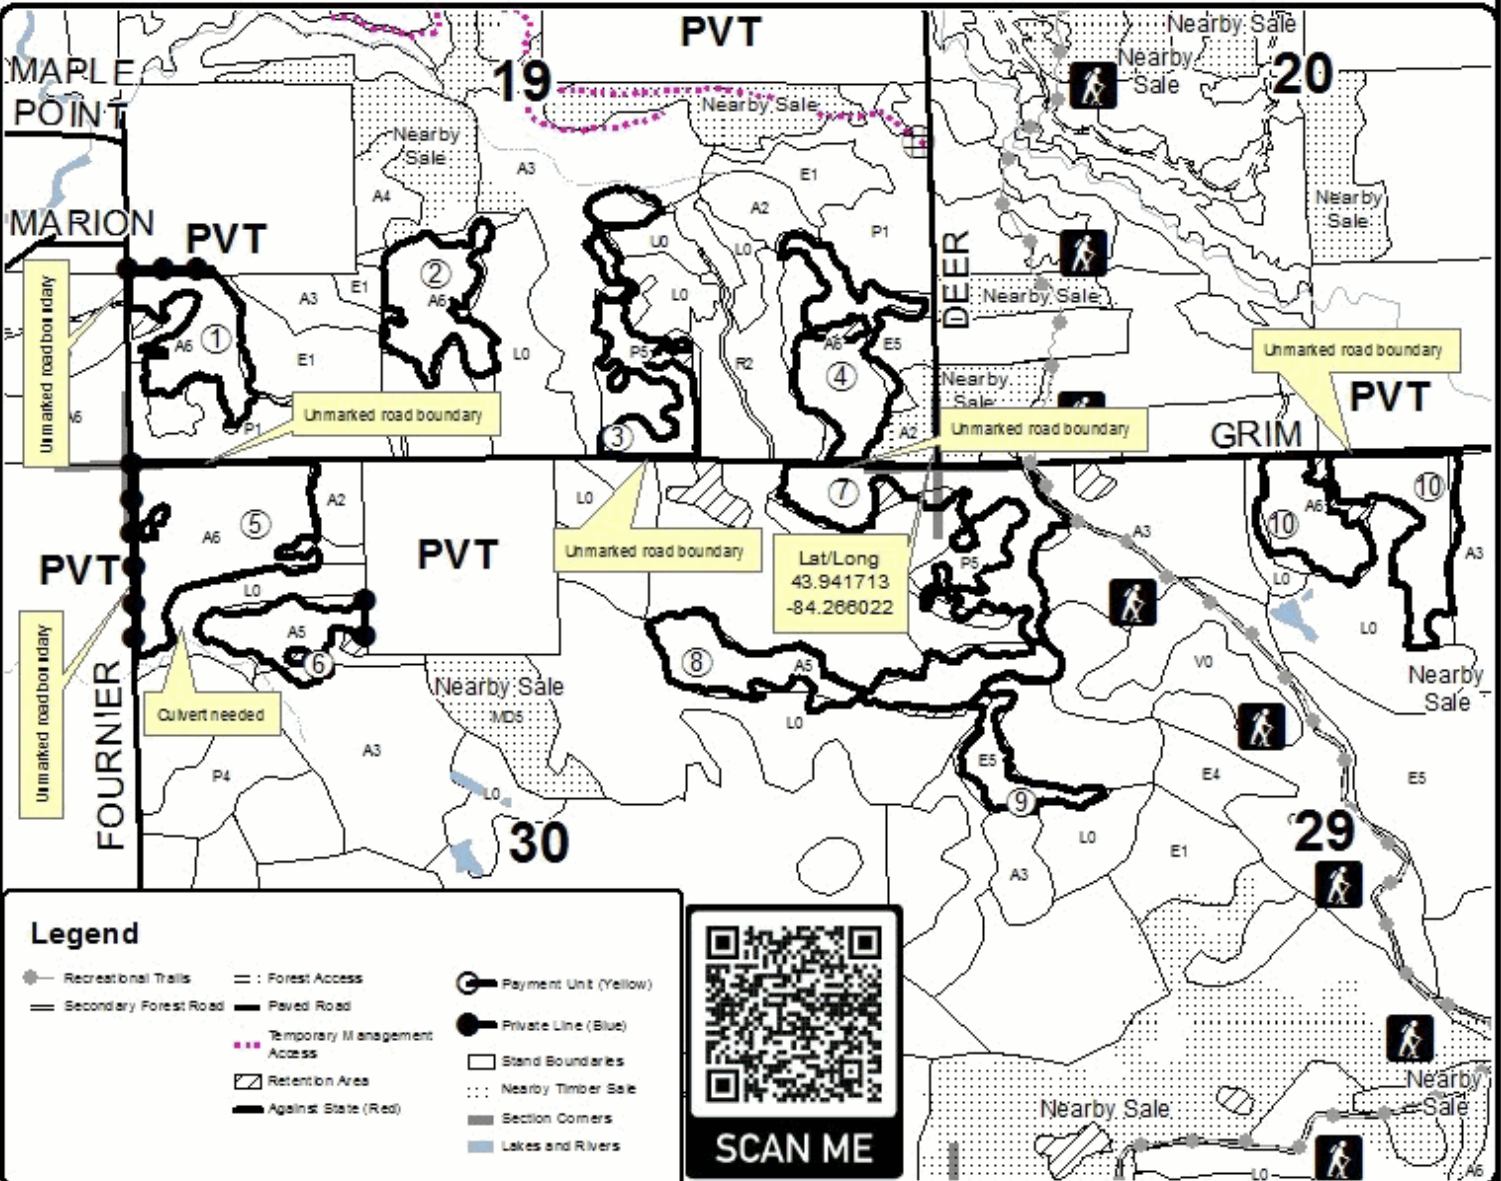 PVT
Nearby Sale
19
20
Nearby
Sale
MAPLE
POINT
Nearby Sale
Nearby
Sale
A3
E1
A4
A2
Nearby
Sale
MARION
PVT
P1
U0
L0
DEER
2
A6
A3
E1
L0
Nearby Sale
Unmarked road boundary
1
A6
E1
L0
P5
R2
A6
E5
4
Unmarked road boundary
PVT
Nearby
Sale
A6
P1
Unmarked road boundary
3
A2
Unmarked road boundary
GRIM
5
A6
A2
L0
7
10
A6
10
PVT
PVT
Unmarked road boundary
Lat/Long
43.941713
-84.266022
P5
A3
A3
L0
L0
L0
A5
6
8
A5
V0
Unmarked road boundary
FOURNIER
Culvert needed
Nearby Sale
MD5
L0
Nearby
Sale
A3
P4
L0
E5
9
E4
E5
30
29
L0
E1
A3
Legend
Recreational Trails
Secondary Forest Road
Forest Access
Paved Road
Temporary Management
Access
Retention Area
Against State (Red)
Payment Unit (Yellow)
Private Line (Blue)
Stand Boundaries
Nearby Timber Sale
Section Corners
Lakes and Rivers
SCAN ME
Nearby Sale
Nearby
Sale
L0
A6